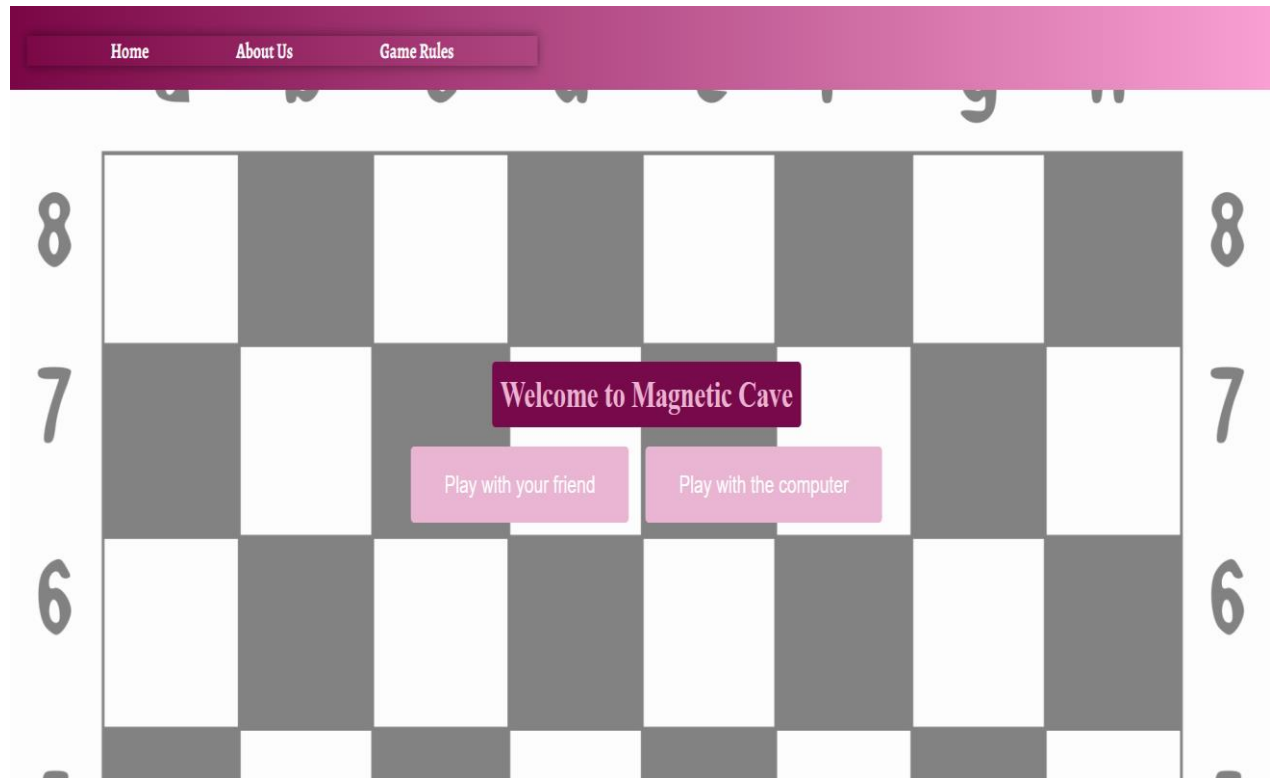 Home About Us Game Rules
8 8
7 Welcome to Magnetic Cave 7
Play with your friend Play with the computer
6 6